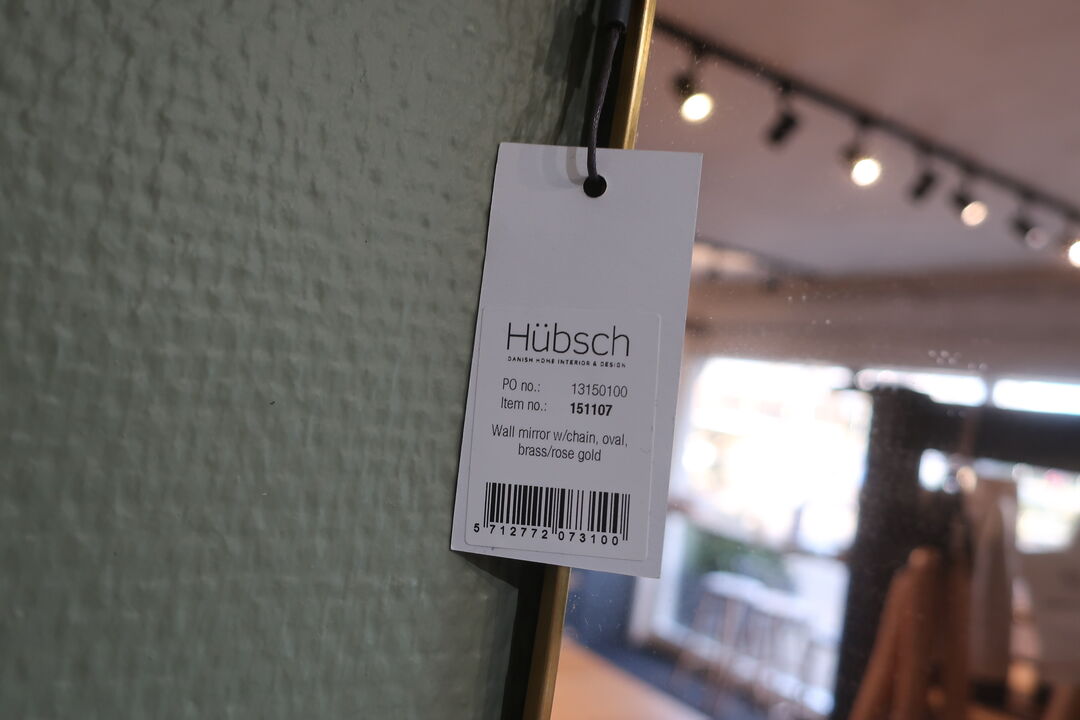 Hübsch
DANISH HOME INTERIOR & DESIGN
PO no.: 13150100
Item no.: 151107
Wall mirror w/chain, oval,
brass/rose gold
5 712772 073100